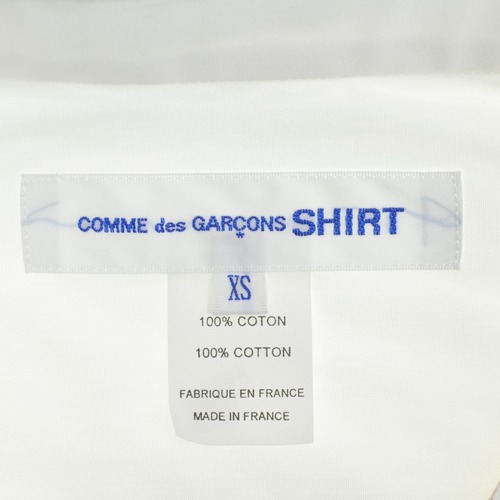 COMME des GARÇONS SHIRT
XS
100% COTON
100% COTTON
FABRIQUE EN FRANCE
MADE IN FRANCE